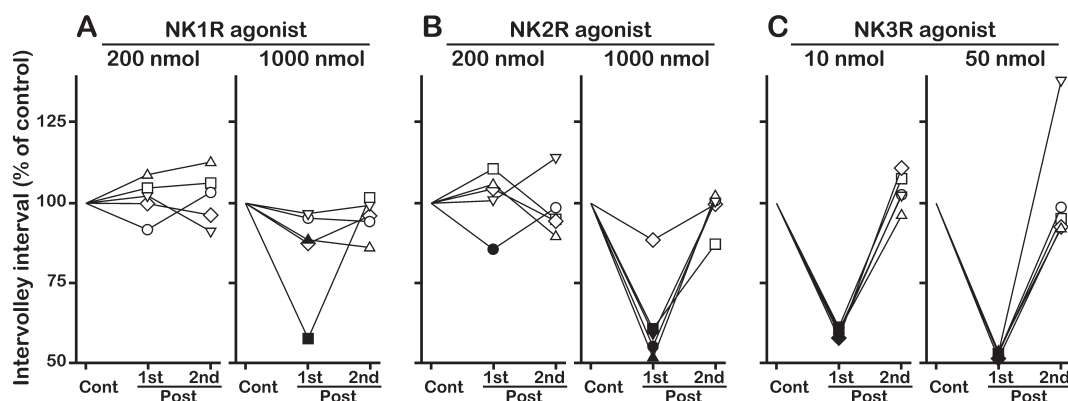 A NK1R agonist B NK2R agonist C NK3R agonist
200 nmol 1000 nmol 200 nmol 1000 nmol 10 nmol 50 nmol
Intervolley interval (% of control)
125
100
75
50
Cont 1st 2nd Cont 1st 2nd Cont 1st 2nd Cont 1st 2nd Cont 1st 2nd Cont 1st 2nd
Post Post Post Post Post Post